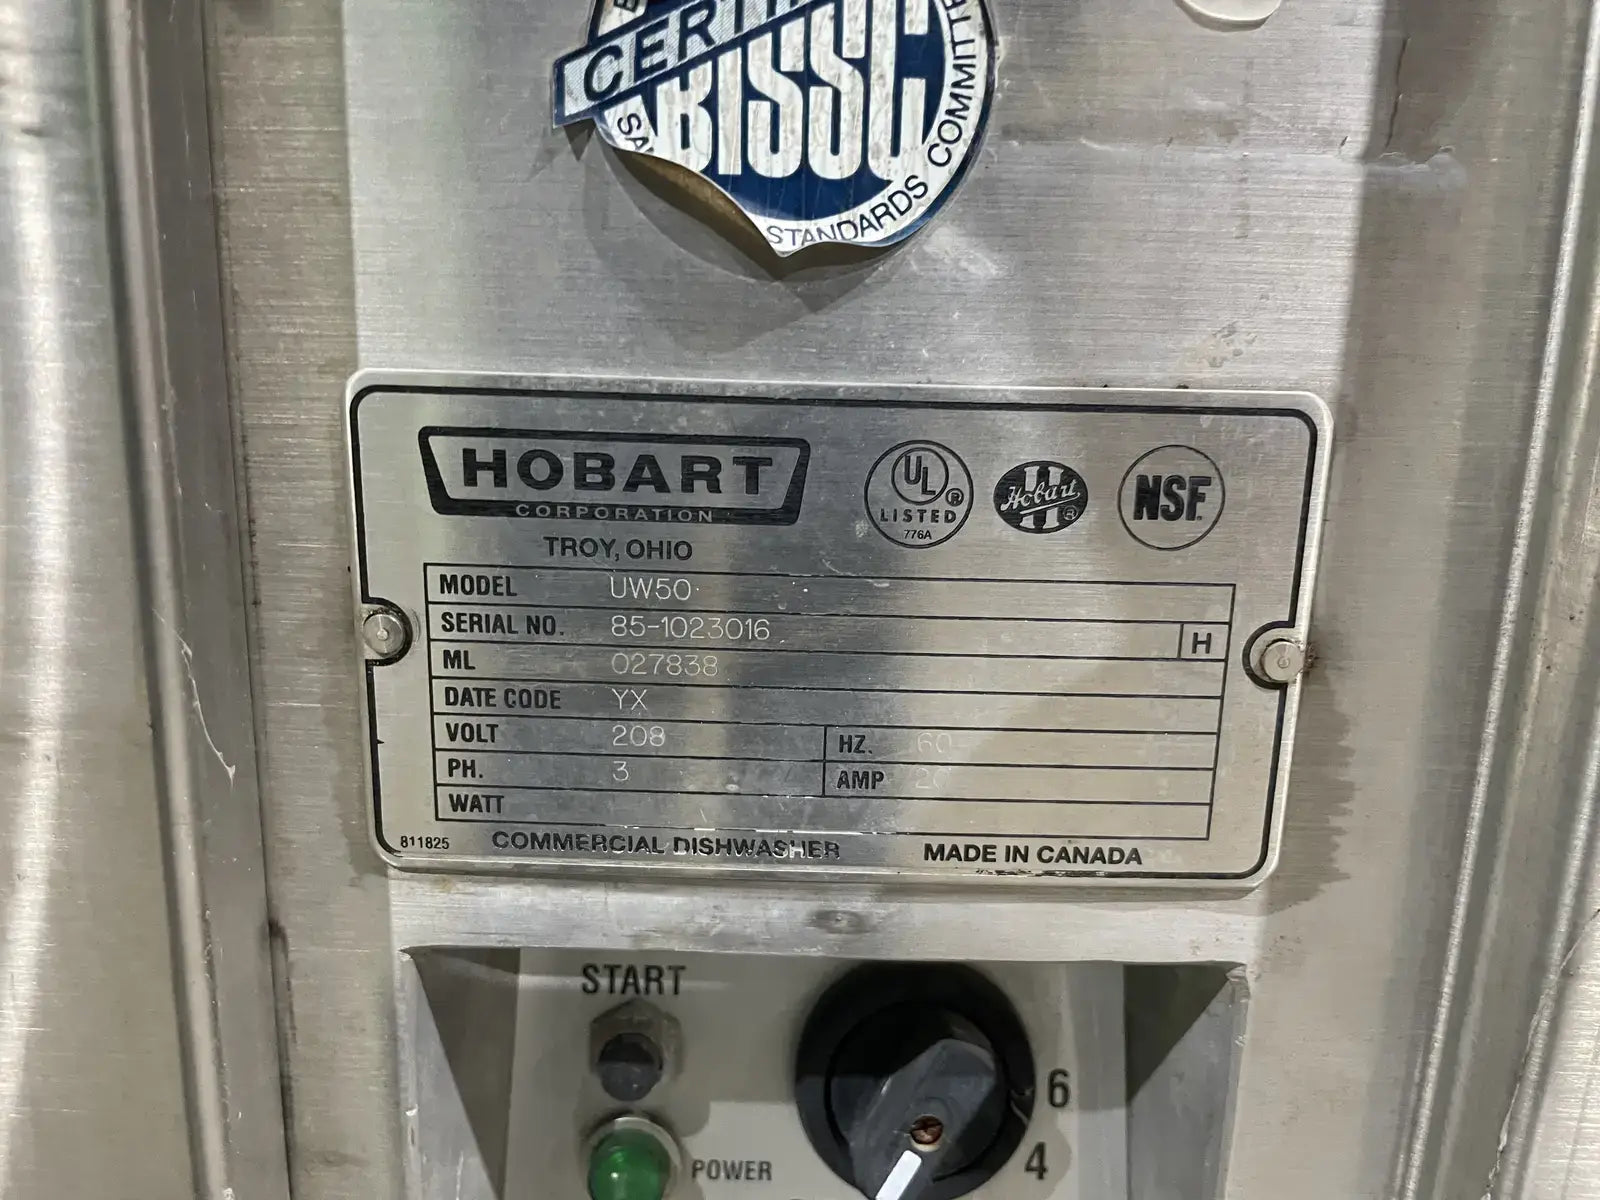 CERTI
BISSC
STANDARDS COMMITTE
HOBART
CORPORATION
TROY, OHIO
UL ®
LISTED
776A
Hobart ®
NSF
MODEL UW50
SERIAL NO. 85-1023016 H
ML 027838
DATE CODE YX
VOLT 208 HZ. 60
PH. 3 AMP 20
WATT
811825 COMMERCIAL DISHWASHER MADE IN CANADA
START
6
4
POWER